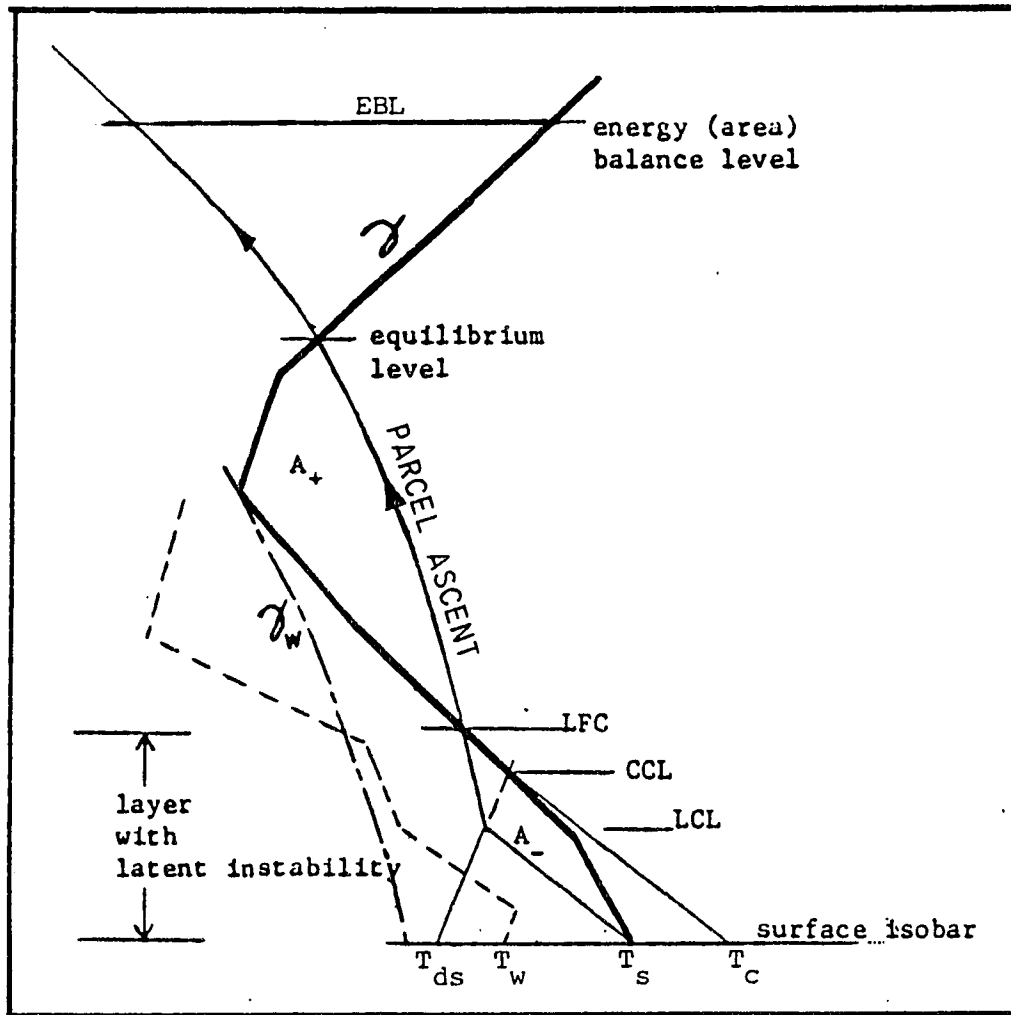 EBL
energy (area)
balance level
γ
equilibrium
level
A+
PARCEL ASCENT
γw
LFC
CCL
layer
with
latent instability
A-
LCL
surface isobar
Tds
Tw
Ts
Tc